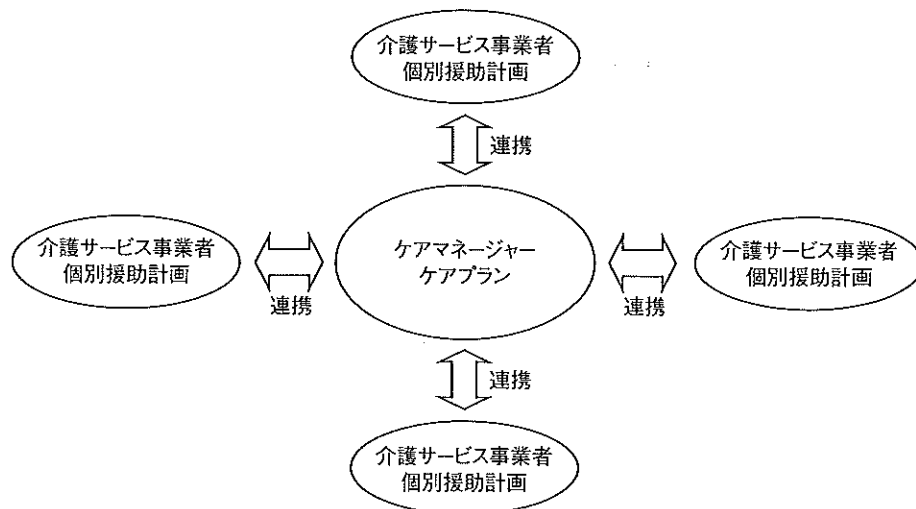 介護サービス事業者
個別援助計画
連携
介護サービス事業者
個別援助計画
連携
ケアマネージャー
ケアプラン
連携
介護サービス事業者
個別援助計画
連携
介護サービス事業者
個別援助計画